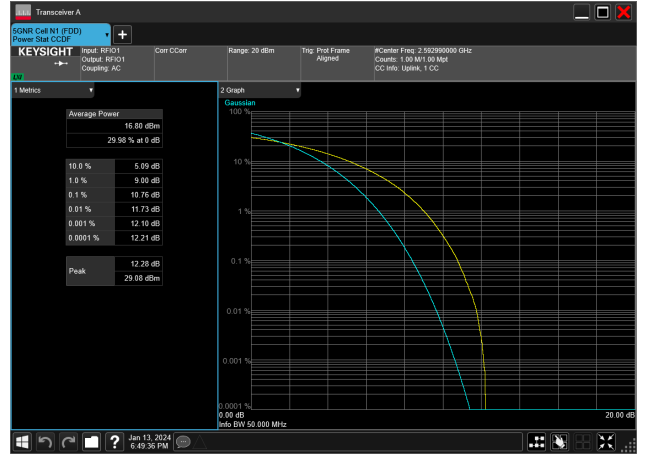 Transceiver A
5GNR Cell N1 (FDD)
Power Stat CCDF
KEYSIGHT
Input: RFIO1
Output: RFIO1
Coupling: AC
Corr CCorr
Range: 20 dBm
Trig: Prot Frame
Aligned
#Center Freq: 2.592990000 GHz
Counts: 1.00 M/1.00 Mpt
CC Info: Uplink, 1 CC
1 Metrics
Average Power
16.80 dBm
29.98 % at 0 dB
10.0 % 5.09 dB
1.0 % 9.00 dB
0.1 % 10.76 dB
0.01 % 11.73 dB
0.001 % 12.10 dB
0.0001 % 12.21 dB
Peak 12.28 dB
29.08 dBm
2 Graph
Gaussian
100 %
10 %
1 %
0.1 %
0.01 %
0.001 %
0.0001 %
0.00 dB 20.00 dB
Info BW 50.000 MHz
Jan 13, 2024
6:49:36 PM